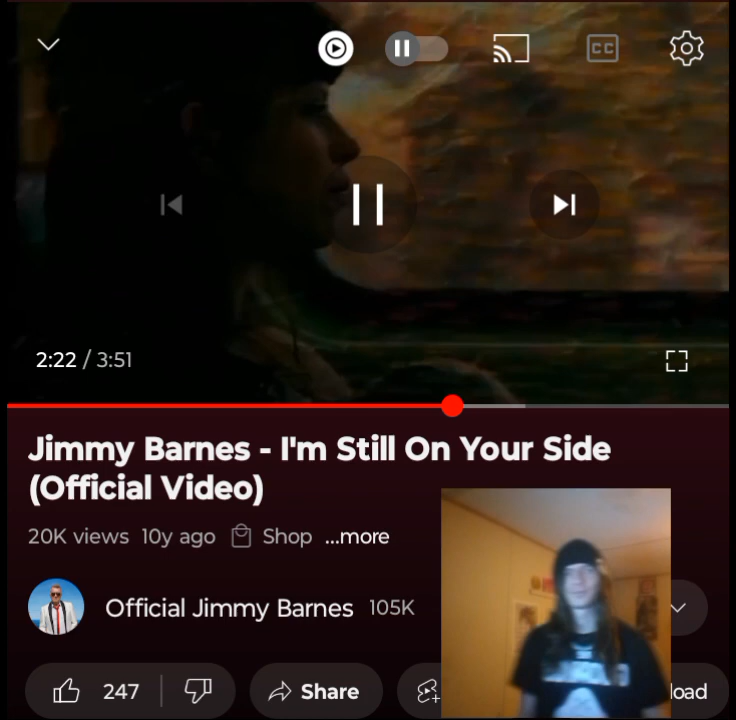 CC
2:22 / 3:51
Jimmy Barnes - I'm Still On Your Side
(Official Video)
20K views 10y ago Shop ...more
Official Jimmy Barnes 105K
247 Share load